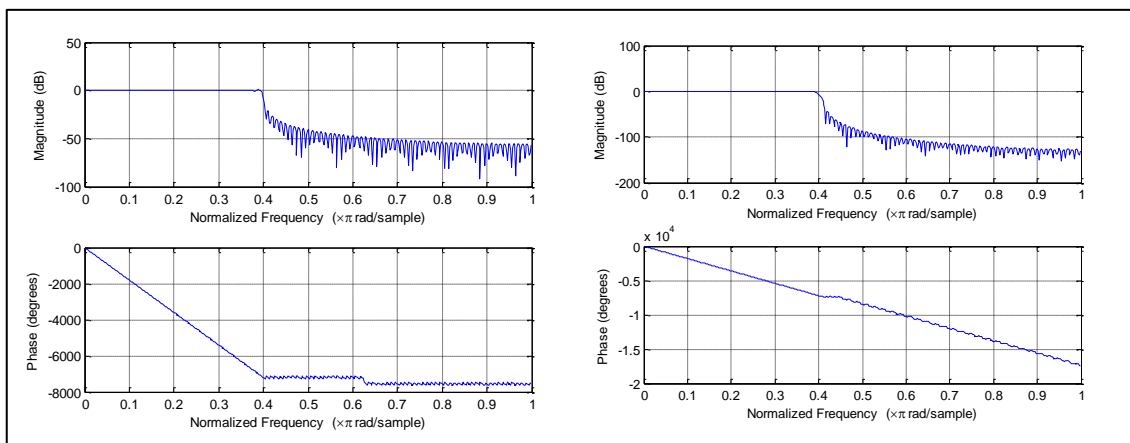 50
0
-50
-100
Magnitude (dB)
0 0.1 0.2 0.3 0.4 0.5 0.6 0.7 0.8 0.9 1
Normalized Frequency (×π rad/sample)
0
-2000
-4000
-6000
-8000
Phase (degrees)
0 0.1 0.2 0.3 0.4 0.5 0.6 0.7 0.8 0.9 1
Normalized Frequency (×π rad/sample)
100
0
-100
-200
Magnitude (dB)
0 0.1 0.2 0.3 0.4 0.5 0.6 0.7 0.8 0.9 1
Normalized Frequency (×π rad/sample)
x 10⁴
0
-0.5
-1
-1.5
-2
Phase (degrees)
0 0.1 0.2 0.3 0.4 0.5 0.6 0.7 0.8 0.9 1
Normalized Frequency (×π rad/sample)